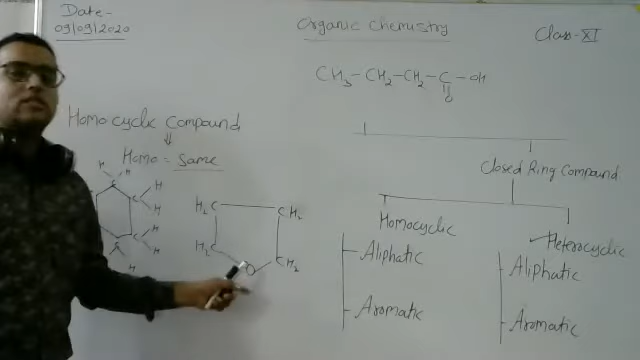 Date-
09/09/2020
Organic Chemistry
Class-XI
CH3-CH2-CH2-C-OH
O
Homocyclic Compound
⇓
Homo = Same
Closed Ring Compound
Homocyclic
Heterocyclic
Aliphatic
Aliphatic
Aromatic
Aromatic
H H
C H
H
C H
H
H
H2C CH2
H2C CH2
O